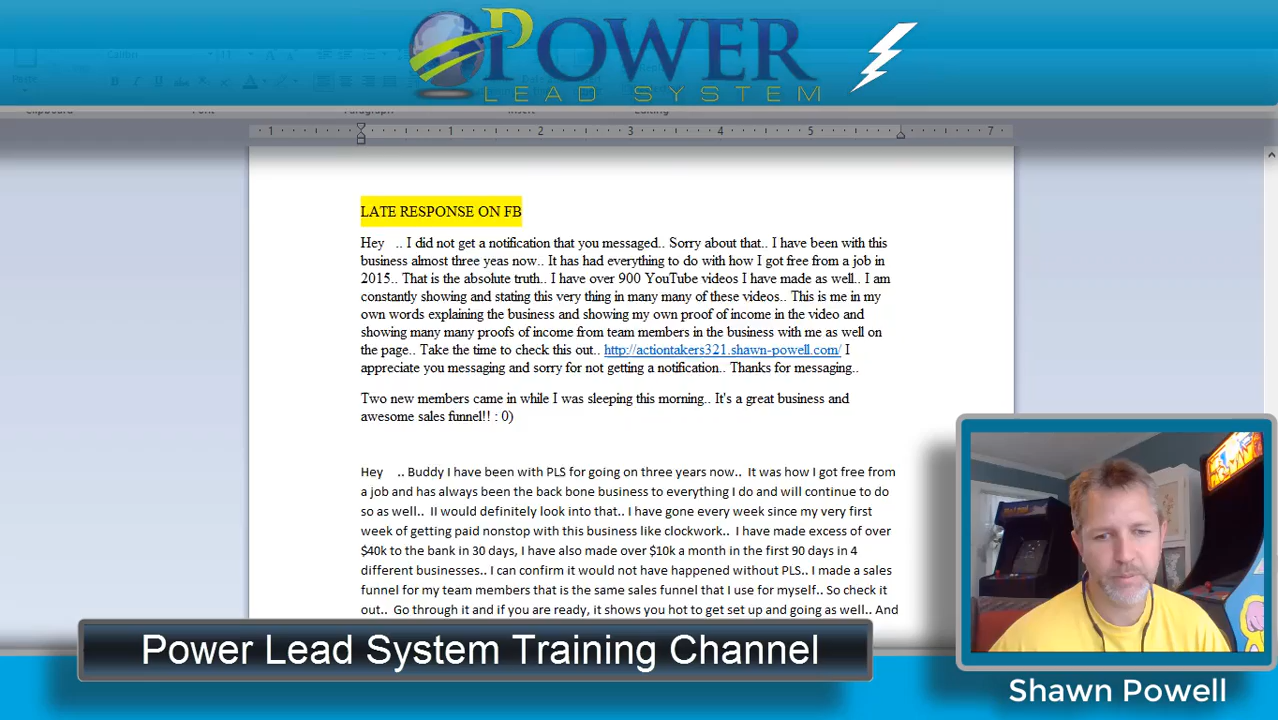 POWER
LEAD SYSTEM
1 1 2 3 4 5 7
LATE RESPONSE ON FB
Hey .. I did not get a notification that you messaged.. Sorry about that.. I have been with this
business almost three yeas now.. It has had everything to do with how I got free from a job in
2015.. That is the absolute truth.. I have over 900 YouTube videos I have made as well.. I am
constantly showing and stating this very thing in many many of these videos.. This is me in my
own words explaining the business and showing my own proof of income in the video and
showing many many proofs of income from team members in the business with me as well on
the page.. Take the time to check this out.. http://actiontakers321.shawn-powell.com/ I
appreciate you messaging and sorry for not getting a notification.. Thanks for messaging..
Two new members came in while I was sleeping this morning.. It's a great business and
awesome sales funnel!! : 0)
Hey .. Buddy I have been with PLS for going on three years now.. It was how I got free from
a job and has always been the back bone business to everything I do and will continue to do
so as well.. II would definitely look into that.. I have gone every week since my very first
week of getting paid nonstop with this business like clockwork.. I have made excess of over
$40k to the bank in 30 days, I have also made over $10k a month in the first 90 days in 4
different businesses.. I can confirm it would not have happened without PLS.. I made a sales
funnel for my team members that is the same sales funnel that I use for myself.. So check it
out.. Go through it and if you are ready, it shows you hot to get set up and going as well.. And
Power Lead System Training Channel
Shawn Powell